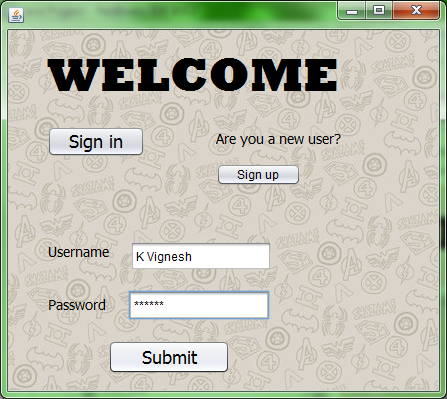 WELCOME
Sign in
Are you a new user?
Sign up
Username
K Vignesh
Password
******
Submit